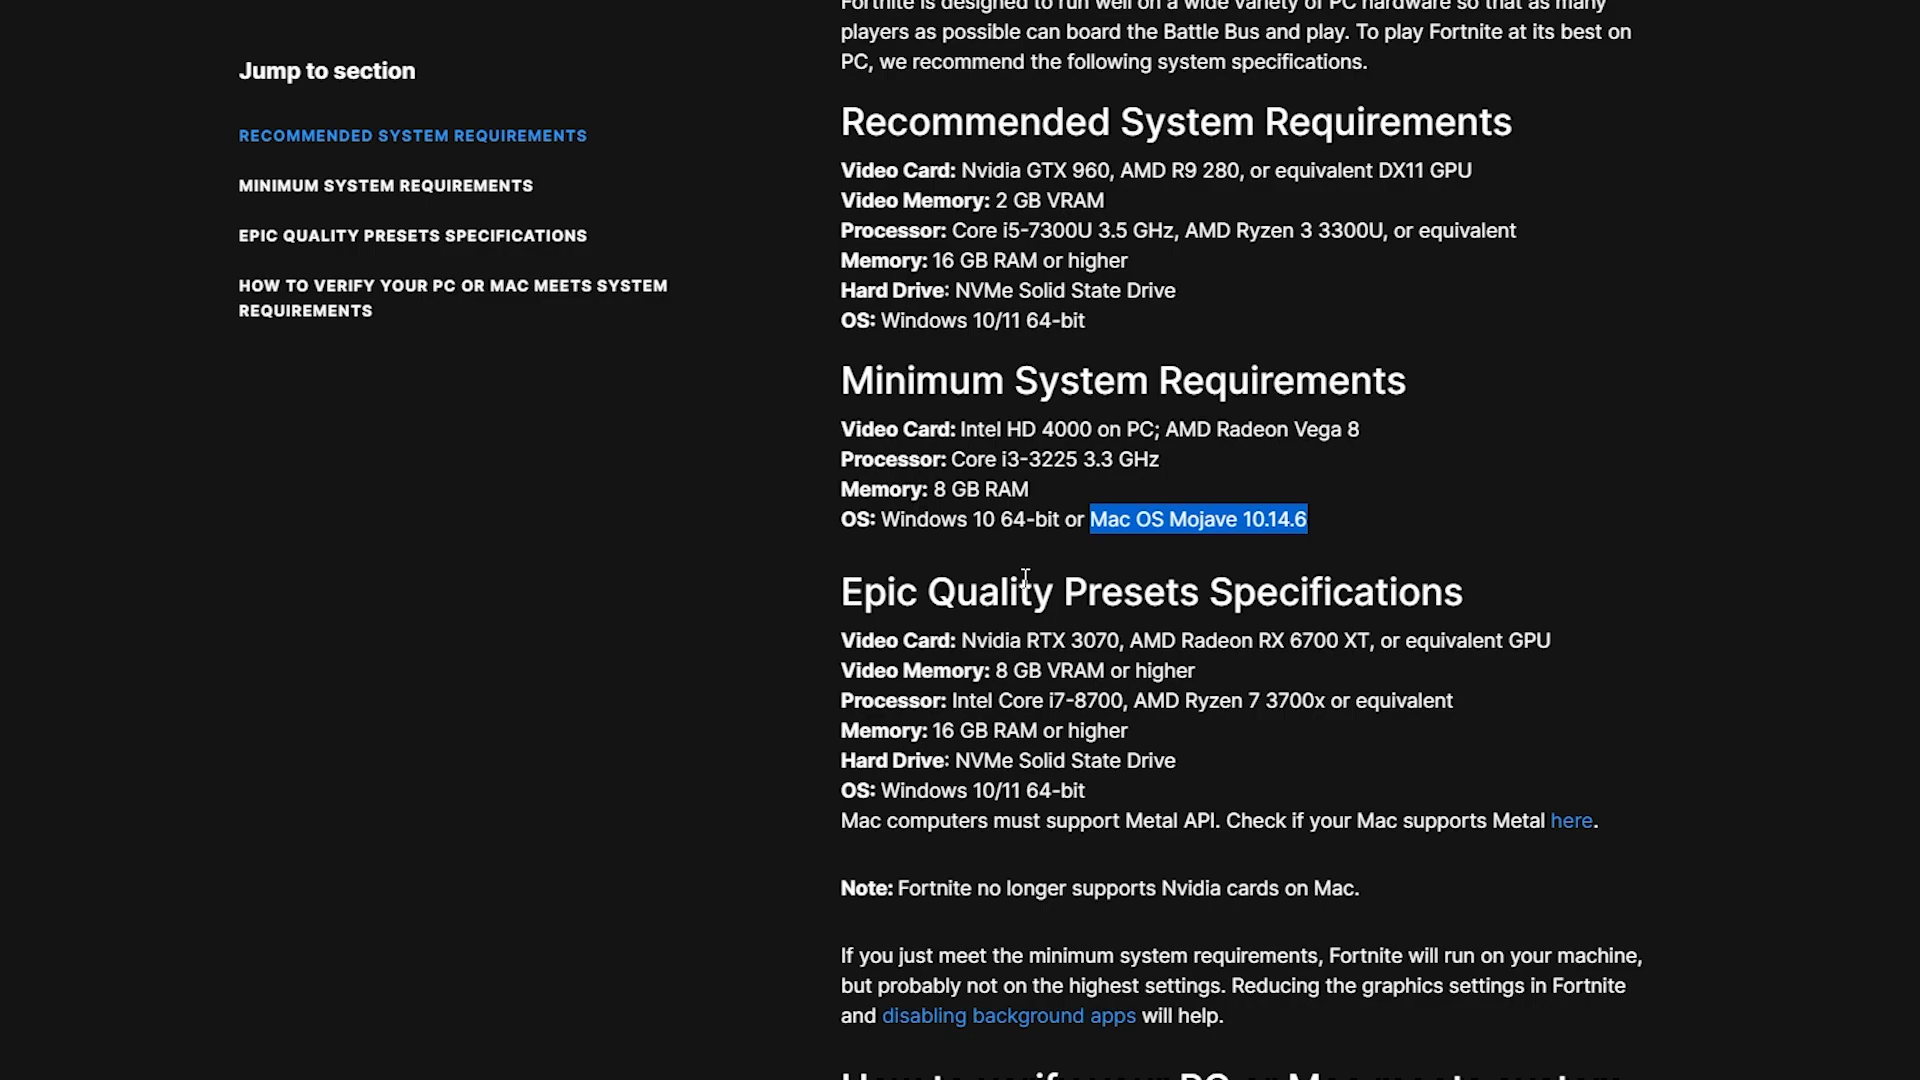 Fortnite is designed to run well on a wide variety of PC hardware so that as many
players as possible can board the Battle Bus and play. To play Fortnite at its best on
PC, we recommend the following system specifications.
Jump to section
RECOMMENDED SYSTEM REQUIREMENTS
MINIMUM SYSTEM REQUIREMENTS
EPIC QUALITY PRESETS SPECIFICATIONS
HOW TO VERIFY YOUR PC OR MAC MEETS SYSTEM
REQUIREMENTS
Recommended System Requirements
Video Card: Nvidia GTX 960, AMD R9 280, or equivalent DX11 GPU
Video Memory: 2 GB VRAM
Processor: Core i5-7300U 3.5 GHz, AMD Ryzen 3 3300U, or equivalent
Memory: 16 GB RAM or higher
Hard Drive: NVMe Solid State Drive
OS: Windows 10/11 64-bit
Minimum System Requirements
Video Card: Intel HD 4000 on PC; AMD Radeon Vega 8
Processor: Core i3-3225 3.3 GHz
Memory: 8 GB RAM
OS: Windows 10 64-bit or Mac OS Mojave 10.14.6
Epic Quality Presets Specifications
Video Card: Nvidia RTX 3070, AMD Radeon RX 6700 XT, or equivalent GPU
Video Memory: 8 GB VRAM or higher
Processor: Intel Core i7-8700, AMD Ryzen 7 3700x or equivalent
Memory: 16 GB RAM or higher
Hard Drive: NVMe Solid State Drive
OS: Windows 10/11 64-bit
Mac computers must support Metal API. Check if your Mac supports Metal here.
Note: Fortnite no longer supports Nvidia cards on Mac.
If you just meet the minimum system requirements, Fortnite will run on your machine,
but probably not on the highest settings. Reducing the graphics settings in Fortnite
and disabling background apps will help.
How to verify your PC or Mac meets system